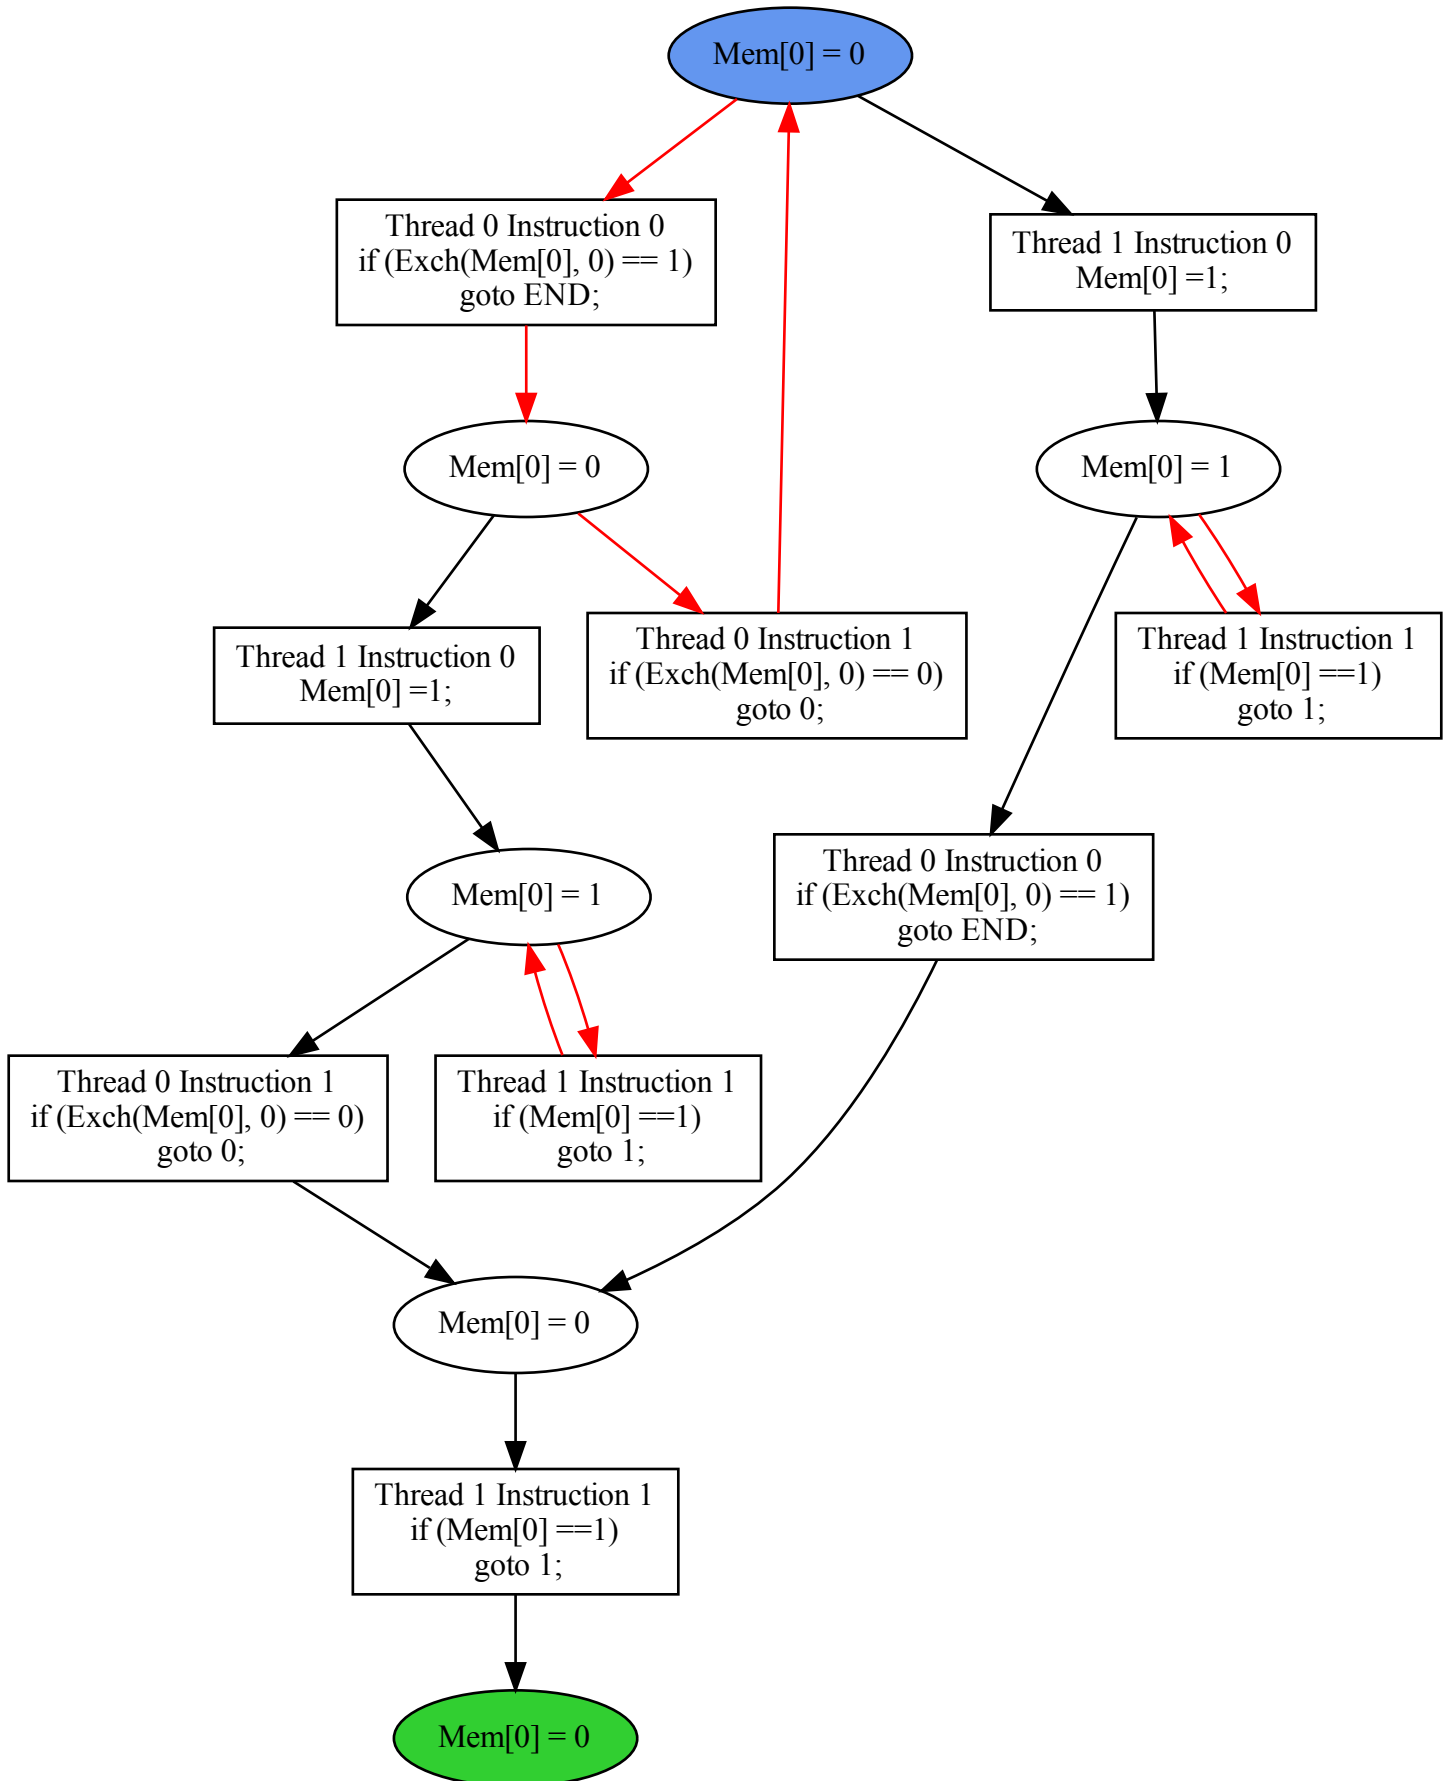 Mem[0] = 0
Thread 0 Instruction 0
if (Exch(Mem[0], 0) == 1)
goto END;
Thread 1 Instruction 0
Mem[0] =1;
Mem[0] = 0
Mem[0] = 1
Thread 1 Instruction 0
Mem[0] =1;
Thread 0 Instruction 1
if (Exch(Mem[0], 0) == 0)
goto 0;
Thread 1 Instruction 1
if (Mem[0] ==1)
goto 1;
Mem[0] = 1
Thread 0 Instruction 0
if (Exch(Mem[0], 0) == 1)
goto END;
Thread 0 Instruction 1
if (Exch(Mem[0], 0) == 0)
goto 0;
Thread 1 Instruction 1
if (Mem[0] ==1)
goto 1;
Mem[0] = 0
Thread 1 Instruction 1
if (Mem[0] ==1)
goto 1;
Mem[0] = 0